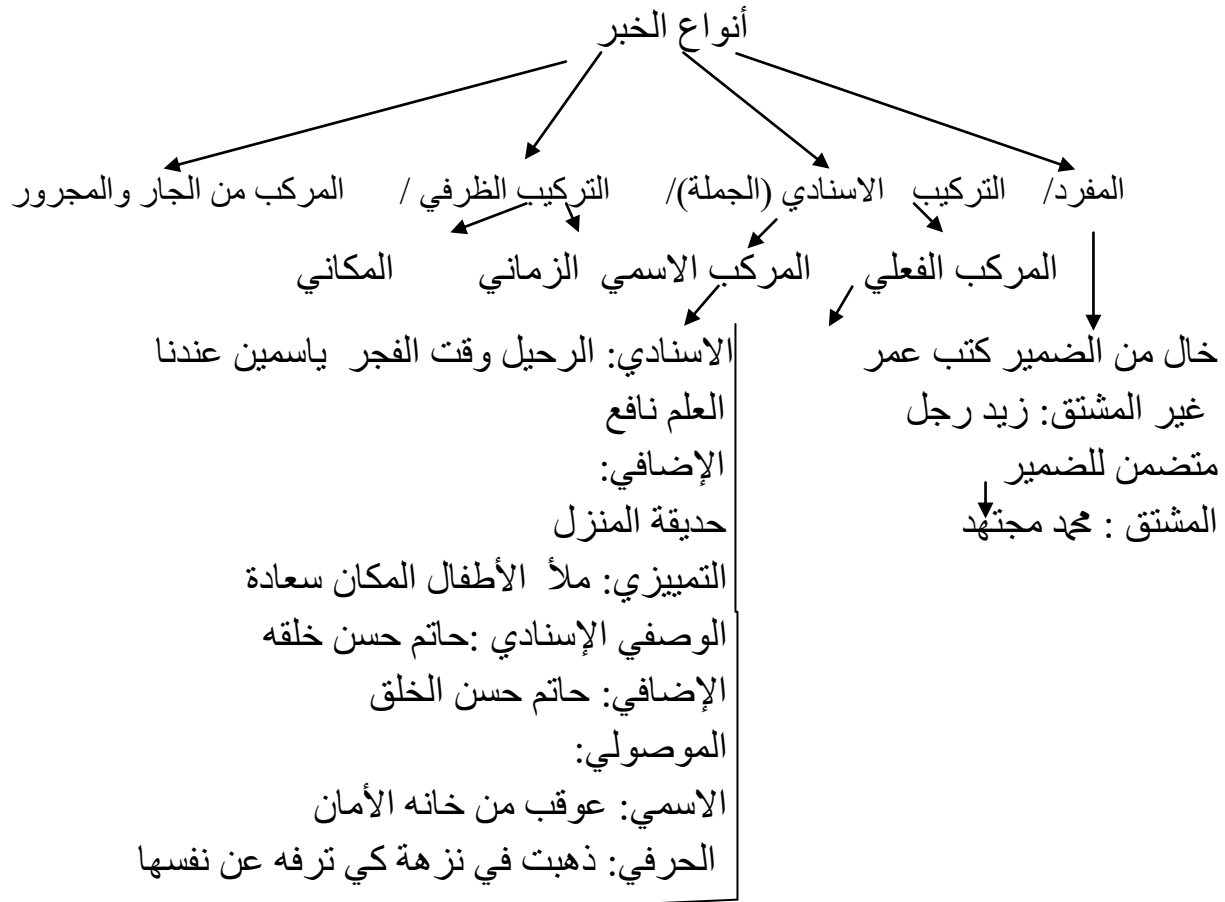 أنواع الخبر
المفرد/ التركيب الاسنادي (الجملة)/ التركيب الظرفي / المركب من الجار والمجرور
المركب الفعلي المركب الاسمي الزماني المكاني
خال من الضمير كتب عمر الاسنادي: الرحيل وقت الفجر ياسمين عندنا
غير المشتق: زيد رجل العلم نافع
متضمن للضمير الإضافي:
المشتق : محمد مجتهد حديقة المنزل
التمييزي: ملأ الأطفال المكان سعادة
الوصفي الإسنادي :حاتم حسن خلقه
الإضافي: حاتم حسن الخلق
الموصولي:
الاسمي: عوقب من خانه الأمان
الحرفي: ذهبت في نزهة كي ترفه عن نفسها